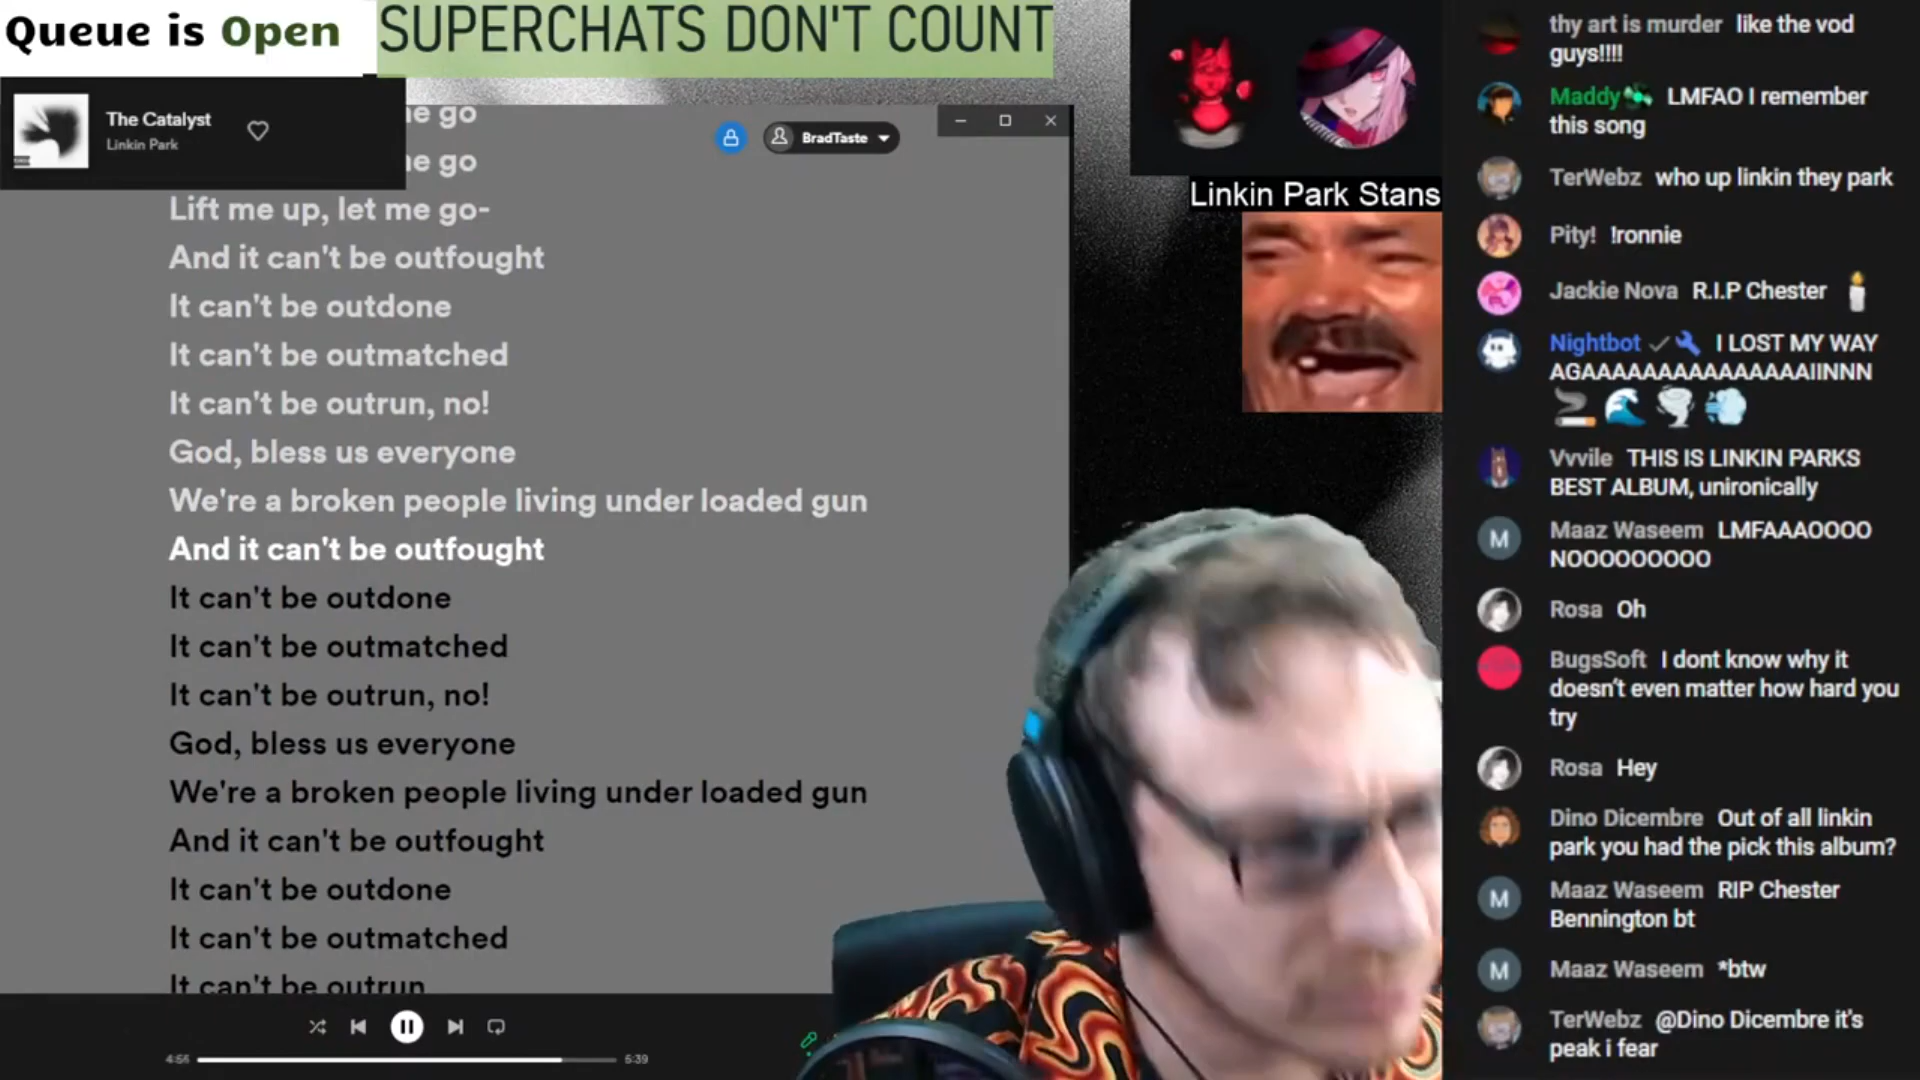 Queue is Open
SUPERCHATS DON'T COUNT
The Catalyst
Linkin Park
me go
me go
BradTaste
Lift me up, let me go-
And it can't be outfought
It can't be outdone
It can't be outmatched
It can't be outrun, no!
God, bless us everyone
We're a broken people living under loaded gun
And it can't be outfought
It can't be outdone
It can't be outmatched
It can't be outrun, no!
God, bless us everyone
We're a broken people living under loaded gun
And it can't be outfought
It can't be outdone
It can't be outmatched
It can't be outrun
4:56
5:39
Linkin Park Stans
thy art is murder like the vod
guys!!!!
Maddy LMFAO I remember
this song
TerWebz who up linkin they park
Pity! !ronnie
Jackie Nova R.I.P Chester
Nightbot I LOST MY WAY
AGAAAAAAAAAAAAAAAIINNN
Vvvile THIS IS LINKIN PARKS
BEST ALBUM, unironically
M
Maaz Waseem LMFAAAOOOO
NOOOOOOOOO
Rosa Oh
BugsSoft I dont know why it
doesn't even matter how hard you
try
Rosa Hey
Dino Dicembre Out of all linkin
park you had the pick this album?
M
Maaz Waseem RIP Chester
Bennington bt
M
Maaz Waseem *btw
TerWebz @Dino Dicembre it's
peak i fear